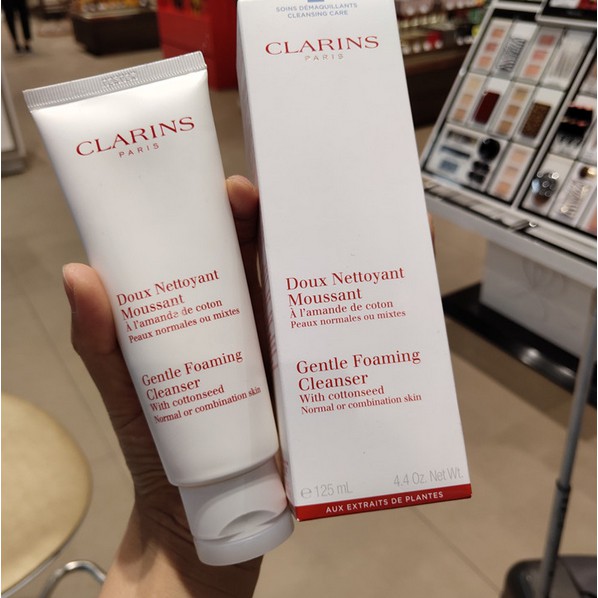 CLARINS
PARIS
Doux Nettoyant
Moussant
À l'amande de coton
Peaux normales ou mixtes
Gentle Foaming
Cleanser
With cottonseed
Normal or combination skin
SOINS DÉMAQUILLANTS
CLEANSING CARE
CLARINS
PARIS
Doux Nettoyant
Moussant
À l'amande de coton
Peaux normales ou mixtes
Gentle Foaming
Cleanser
With cottonseed
Normal or combination skin
℮ 125 mL 4.4 Oz. Net Wt.
AUX EXTRAITS DE PLANTES